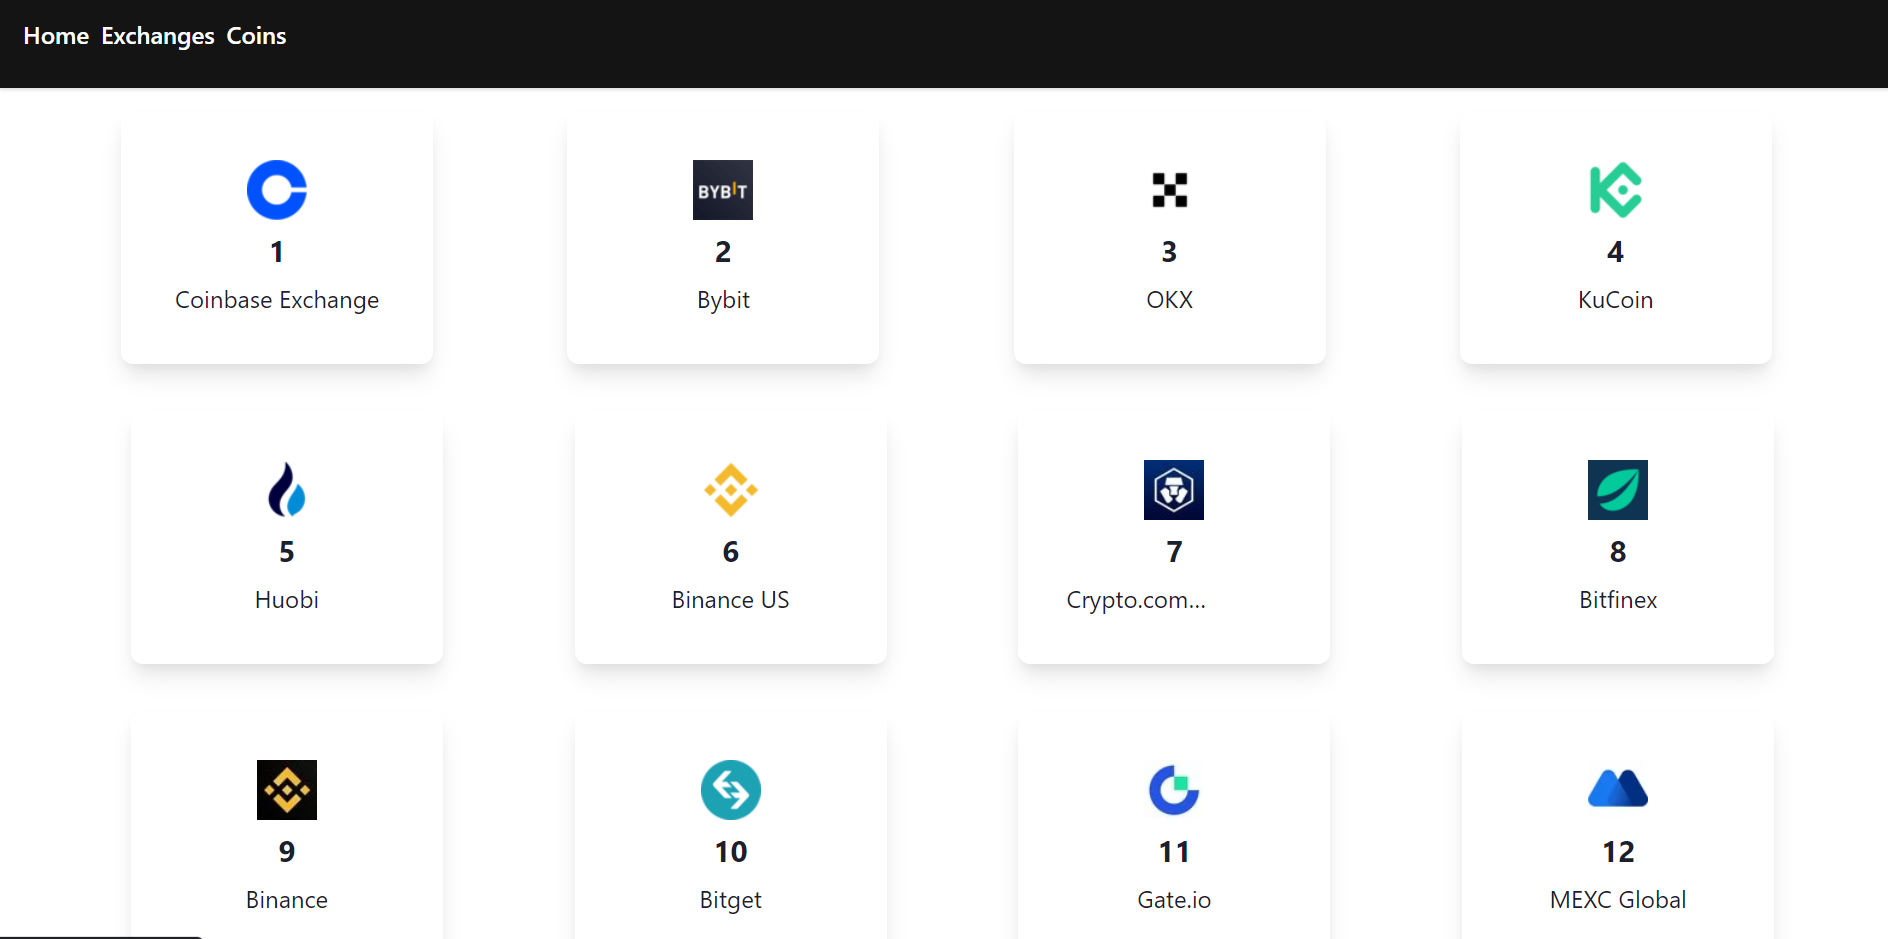 Home Exchanges Coins
BYBIT
1
2
3
4
Coinbase Exchange
Bybit
OKX
KuCoin
5
6
7
8
Huobi
Binance US
Crypto.com...
Bitfinex
9
10
11
12
Binance
Bitget
Gate.io
MEXC Global